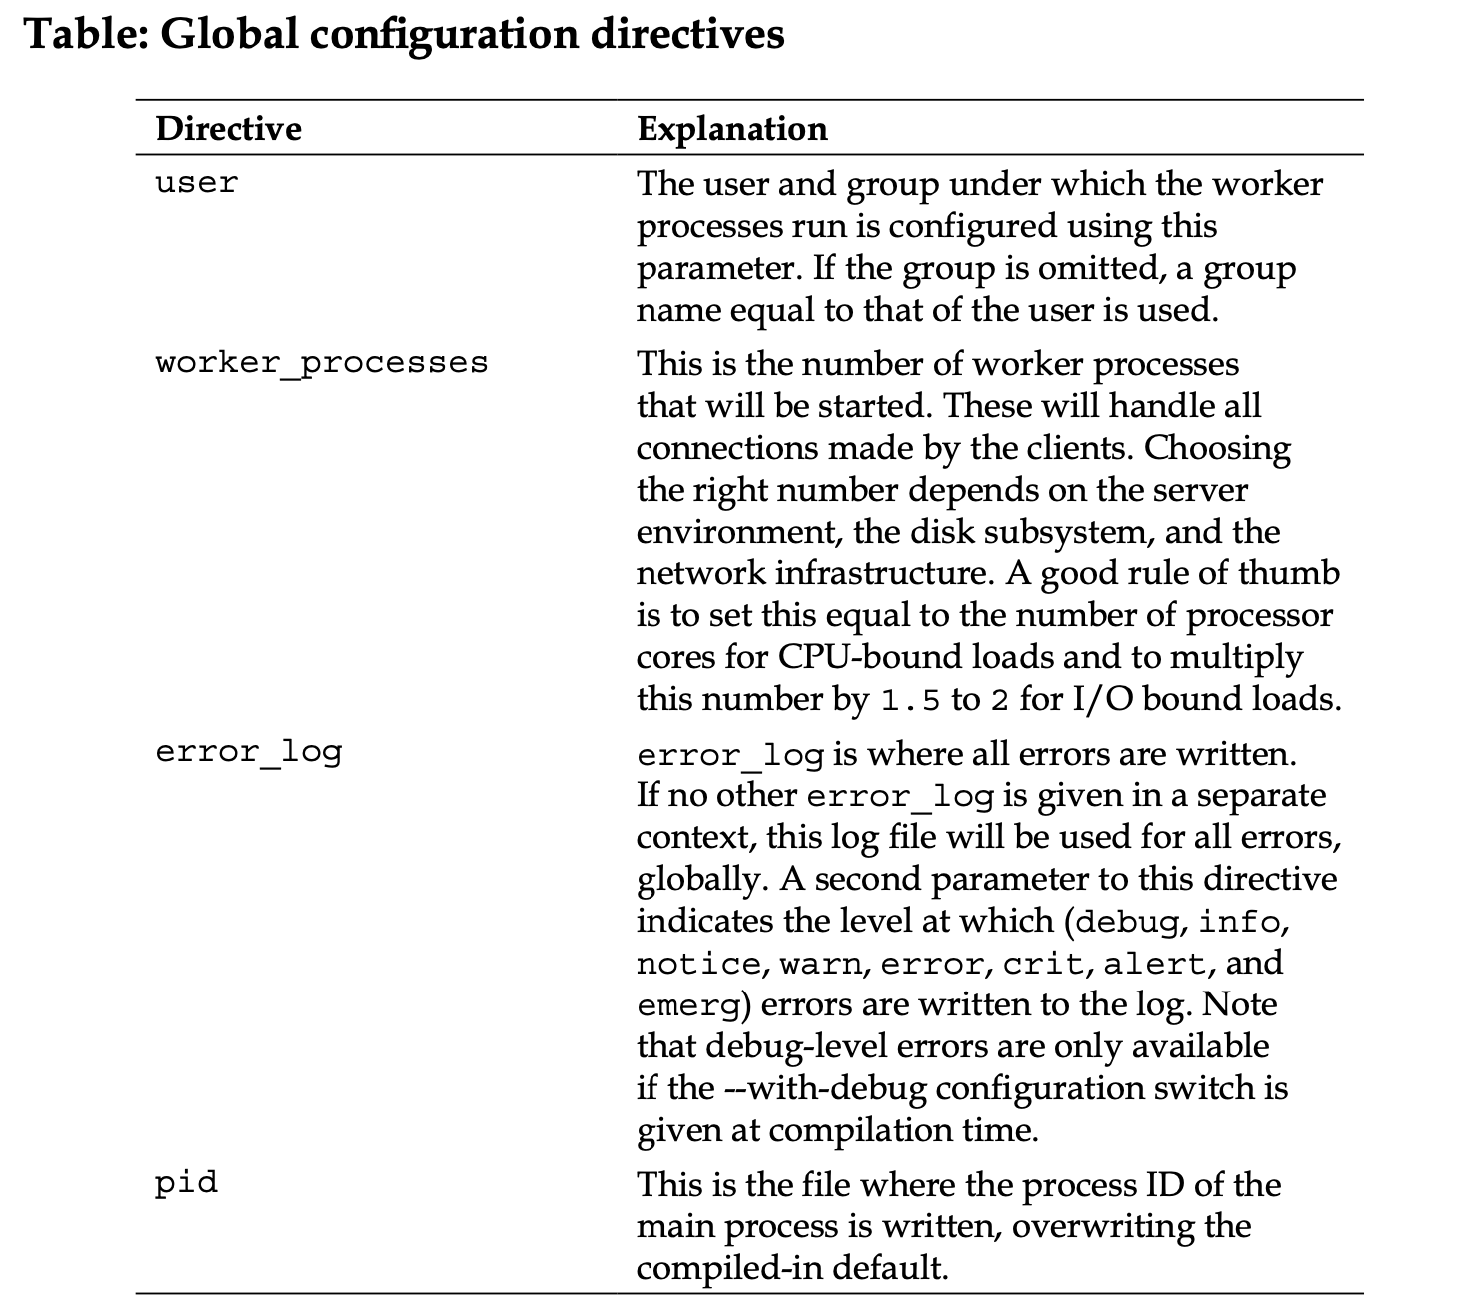 Table: Global configuration directives
Directive Explanation
user The user and group under which the worker
processes run is configured using this
parameter. If the group is omitted, a group
name equal to that of the user is used.
worker_processes This is the number of worker processes
that will be started. These will handle all
connections made by the clients. Choosing
the right number depends on the server
environment, the disk subsystem, and the
network infrastructure. A good rule of thumb
is to set this equal to the number of processor
cores for CPU-bound loads and to multiply
this number by 1.5 to 2 for I/O bound loads.
error_log error_log is where all errors are written.
If no other error_log is given in a separate
context, this log file will be used for all errors,
globally. A second parameter to this directive
indicates the level at which (debug, info,
notice, warn, error, crit, alert, and
emerg) errors are written to the log. Note
that debug-level errors are only available
if the --with-debug configuration switch is
given at compilation time.
pid This is the file where the process ID of the
main process is written, overwriting the
compiled-in default.